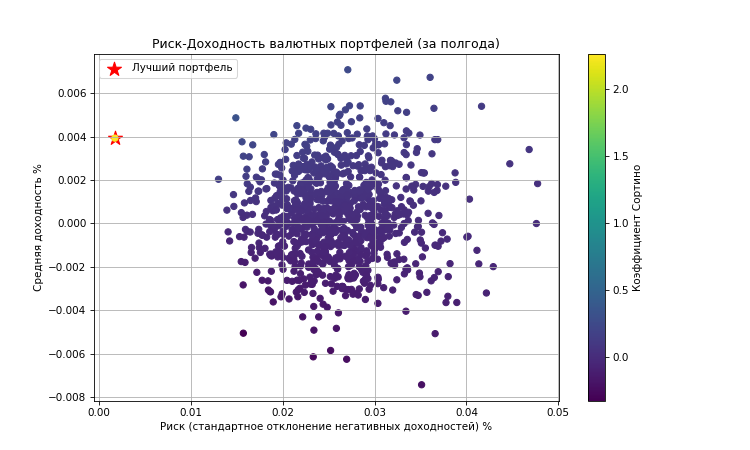 Риск-Доходность валютных портфелей (за полгода)
Лучший портфель
0.006
0.004
0.002
0.000
−0.002
−0.004
−0.006
−0.008
Средняя доходность %
0.00 0.01 0.02 0.03 0.04 0.05
Риск (стандартное отклонение негативных доходностей) %
2.0
1.5
1.0
0.5
0.0
Коэффициент Сортино